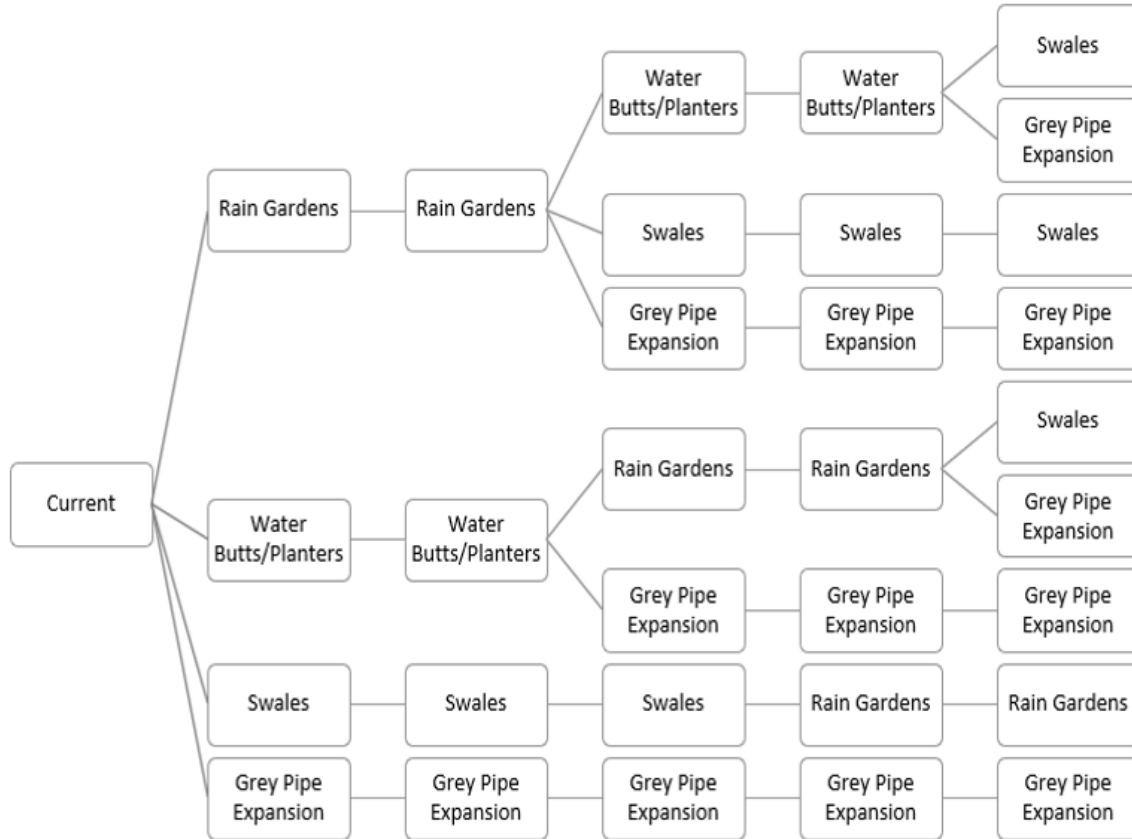 Swales
Water
Butts/Planters
Water
Butts/Planters
Grey Pipe
Expansion
Rain Gardens
Rain Gardens
Swales
Swales
Swales
Grey Pipe
Expansion
Grey Pipe
Expansion
Grey Pipe
Expansion
Swales
Rain Gardens
Rain Gardens
Current
Grey Pipe
Expansion
Water
Butts/Planters
Water
Butts/Planters
Grey Pipe
Expansion
Grey Pipe
Expansion
Grey Pipe
Expansion
Swales
Swales
Swales
Rain Gardens
Rain Gardens
Grey Pipe
Expansion
Grey Pipe
Expansion
Grey Pipe
Expansion
Grey Pipe
Expansion
Grey Pipe
Expansion